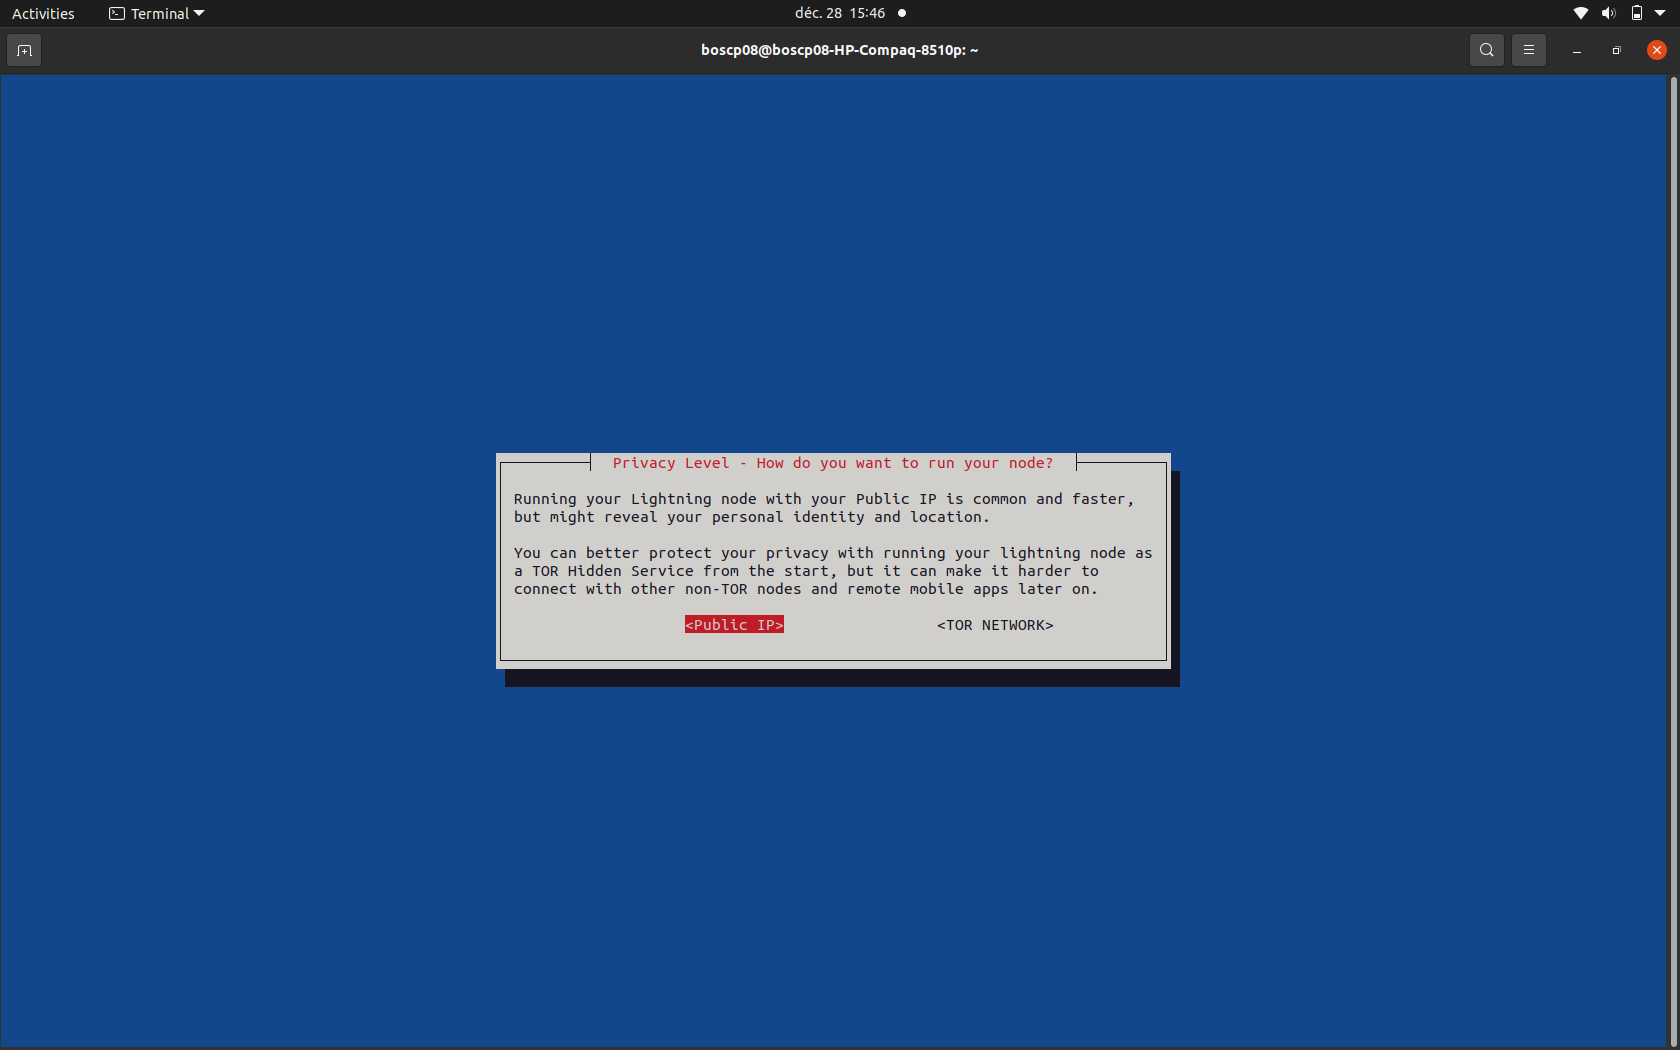 Activities Terminal déc. 28 15:46
boscp08@boscp08-HP-Compaq-8510p: ~
Privacy Level - How do you want to run your node?
Running your Lightning node with your Public IP is common and faster,
but might reveal your personal identity and location.
You can better protect your privacy with running your lightning node as
a TOR Hidden Service from the start, but it can make it harder to
connect with other non-TOR nodes and remote mobile apps later on.
<Public IP> <TOR NETWORK>